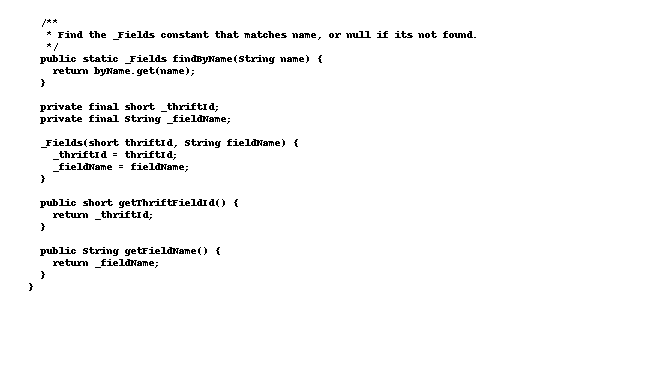 /**
* Find the _Fields constant that matches name, or null if its not found.
*/
public static _Fields findByName(String name) {
return byName.get(name);
}
private final short _thriftId;
private final String _fieldName;
_Fields(short thriftId, String fieldName) {
_thriftId = thriftId;
_fieldName = fieldName;
}
public short getThriftFieldId() {
return _thriftId;
}
public String getFieldName() {
return _fieldName;
}
}